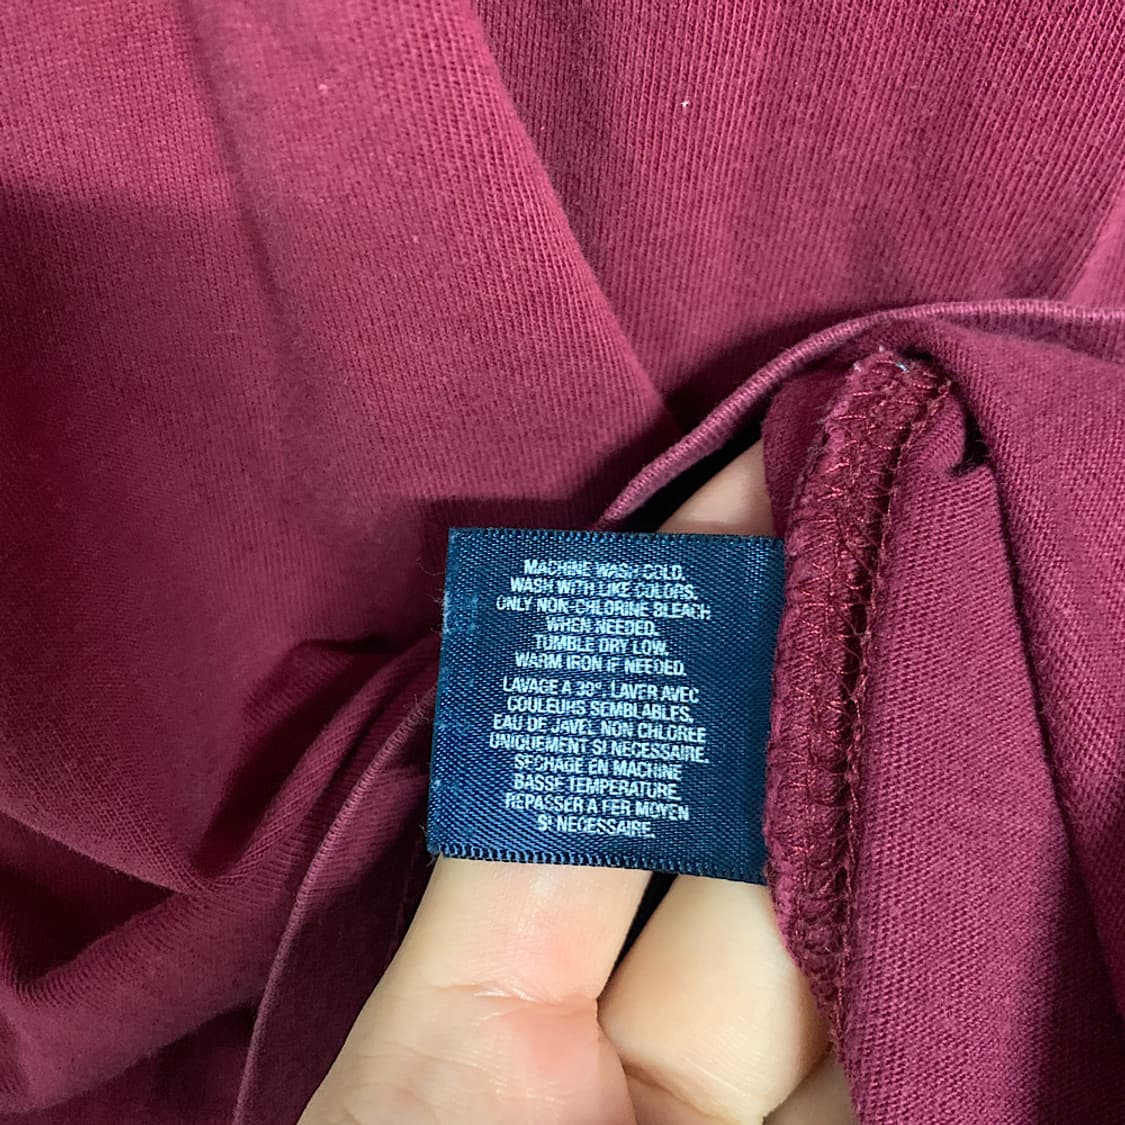 MACHINE WASH COLD.
WASH WITH LIKE COLORS.
ONLY NON-CHLORINE BLEACH
WHEN NEEDED.
TUMBLE DRY LOW.
WARM IRON IF NEEDED.
LAVAGE A 30°. LAVER AVEC
COULEURS SEMBLABLES.
EAU DE JAVEL NON CHLOREE
UNIQUEMENT SI NECESSAIRE.
SECHAGE EN MACHINE
BASSE TEMPERATURE.
REPASSER A FER MOYEN
SI NECESSAIRE.